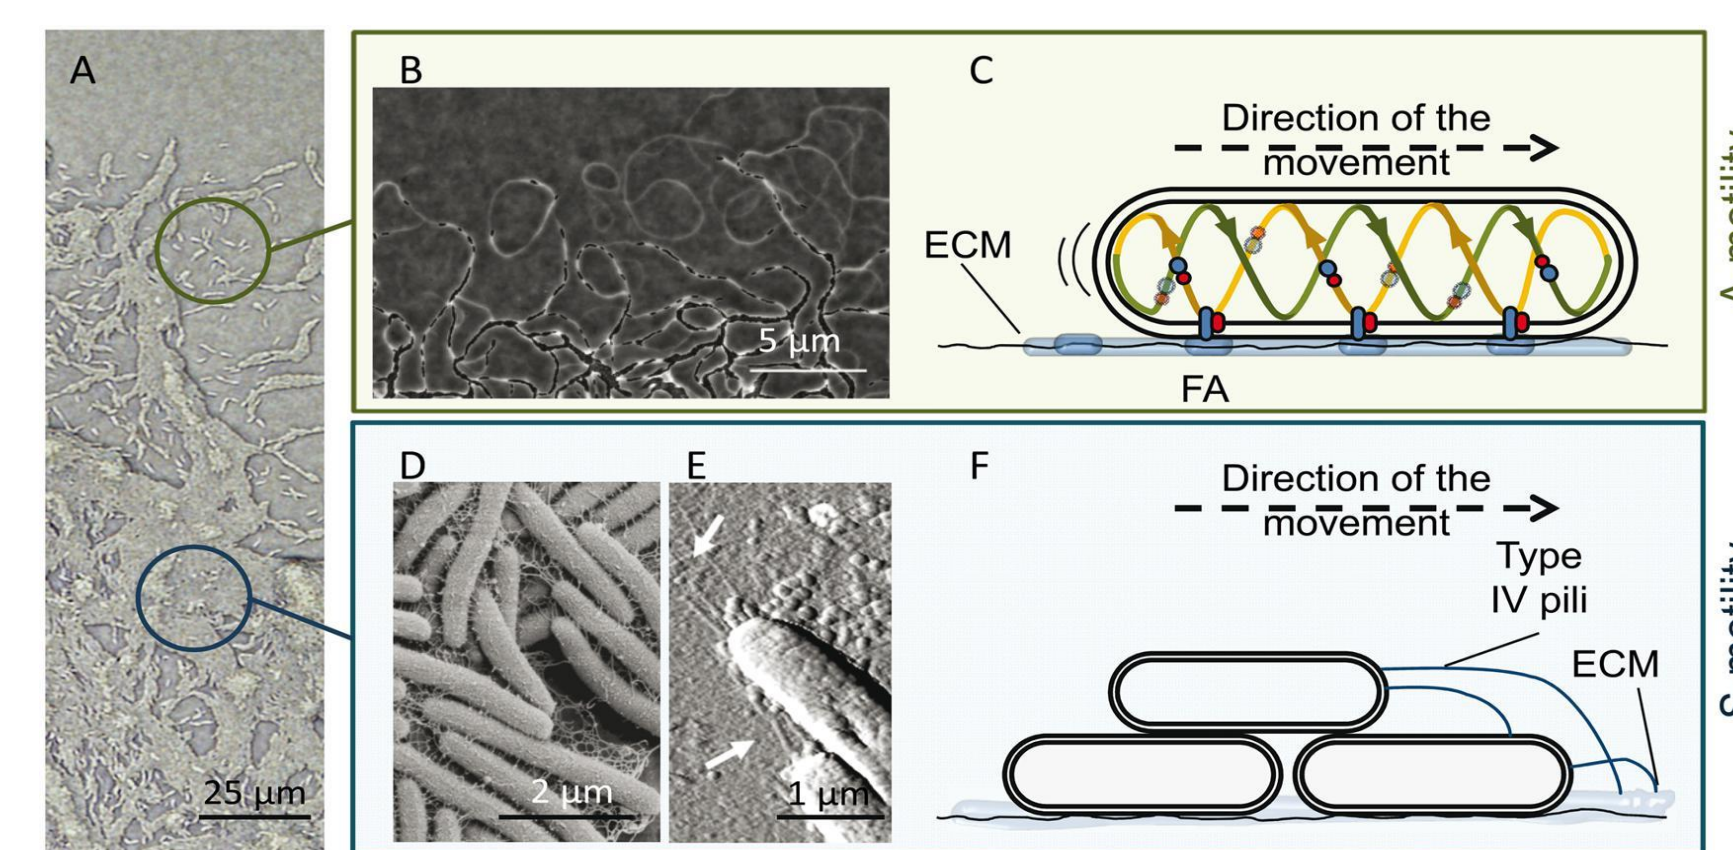 A
B
C
Direction of the
movement
ECM
5 µm
FA
D
E
F
Direction of the
movement
Type
IV pili
ECM
25 µm
2 µm
1 µm